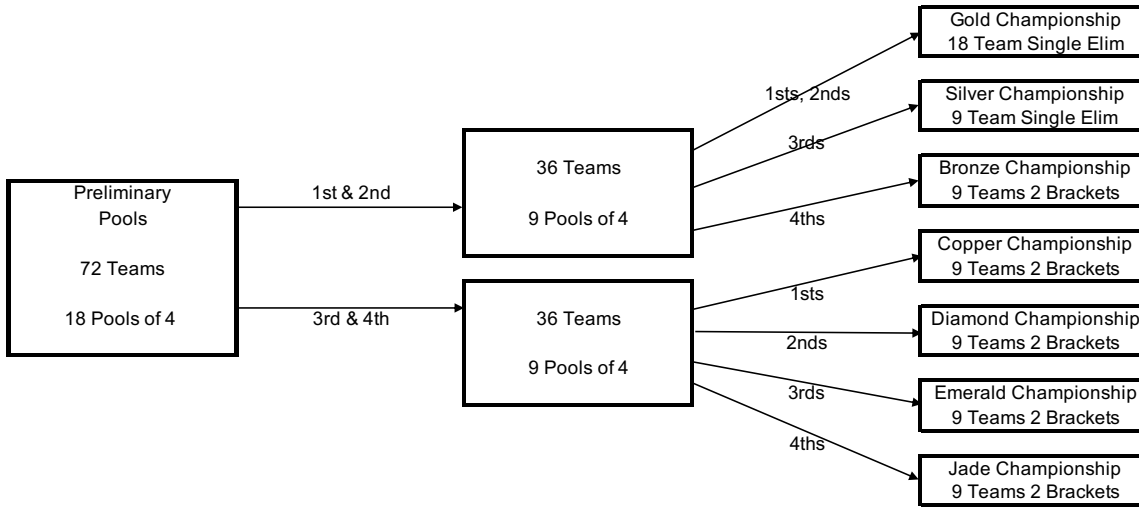 Preliminary
Pools
72 Teams
18 Pools of 4
1st & 2nd
3rd & 4th
36 Teams
9 Pools of 4
36 Teams
9 Pools of 4
1sts, 2nds
3rds
4ths
1sts
2nds
3rds
4ths
Gold Championship
18 Team Single Elim
Silver Championship
9 Team Single Elim
Bronze Championship
9 Teams 2 Brackets
Copper Championship
9 Teams 2 Brackets
Diamond Championship
9 Teams 2 Brackets
Emerald Championship
9 Teams 2 Brackets
Jade Championship
9 Teams 2 Brackets